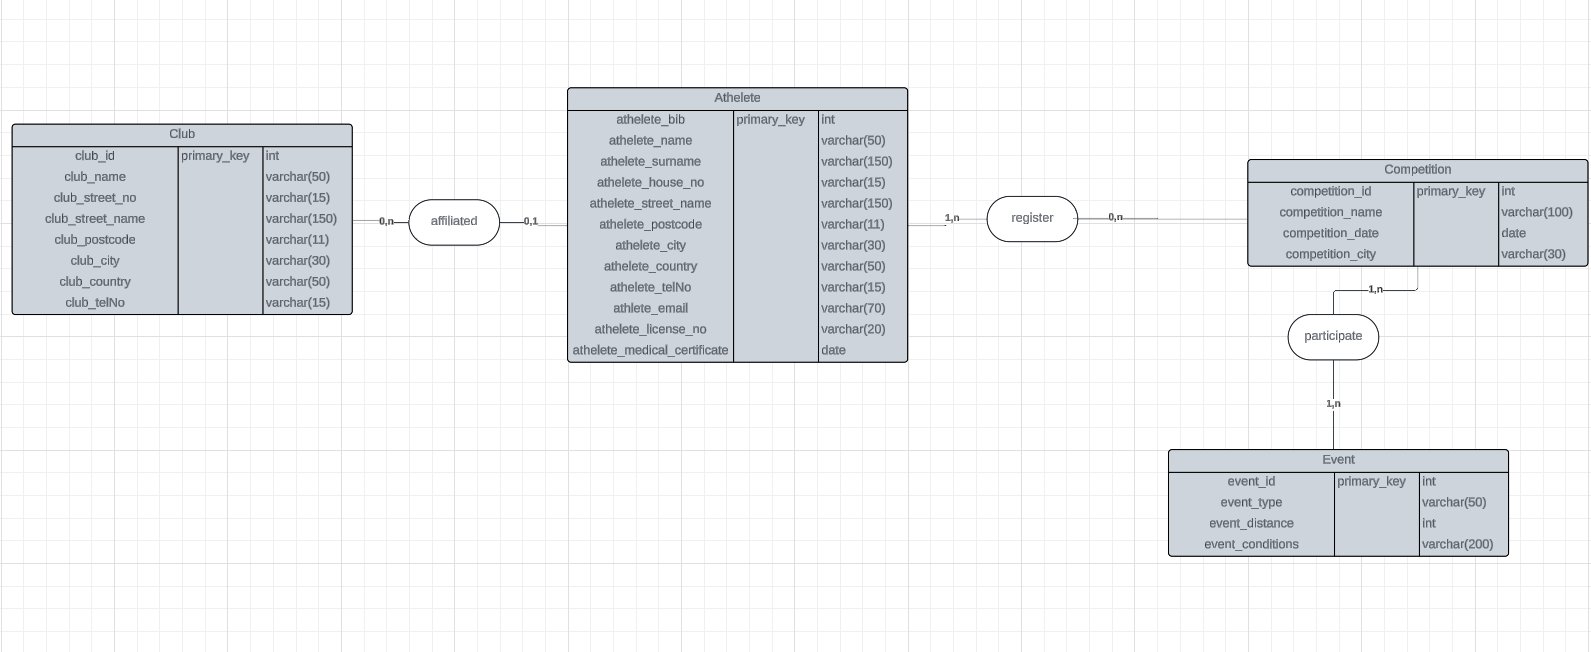 Club
club_id primary_key int
club_name varchar(50)
club_street_no varchar(15)
club_street_name varchar(150)
club_postcode varchar(11)
club_city varchar(30)
club_country varchar(50)
club_telNo varchar(15)
0,n
affiliated
0,1
Athelete
athelete_bib primary_key int
athelete_name varchar(50)
athelete_surname varchar(150)
athelete_house_no varchar(15)
athelete_street_name varchar(150)
athelete_postcode varchar(11)
athelete_city varchar(30)
athelete_country varchar(50)
athelete_telNo varchar(15)
athlete_email varchar(70)
athelete_license_no varchar(20)
athelete_medical_certificate date
1,n
register
0,n
Competition
competition_id primary_key int
competition_name varchar(100)
competition_date date
competition_city varchar(30)
1,n
participate
1,n
Event
event_id primary_key int
event_type varchar(50)
event_distance int
event_conditions varchar(200)